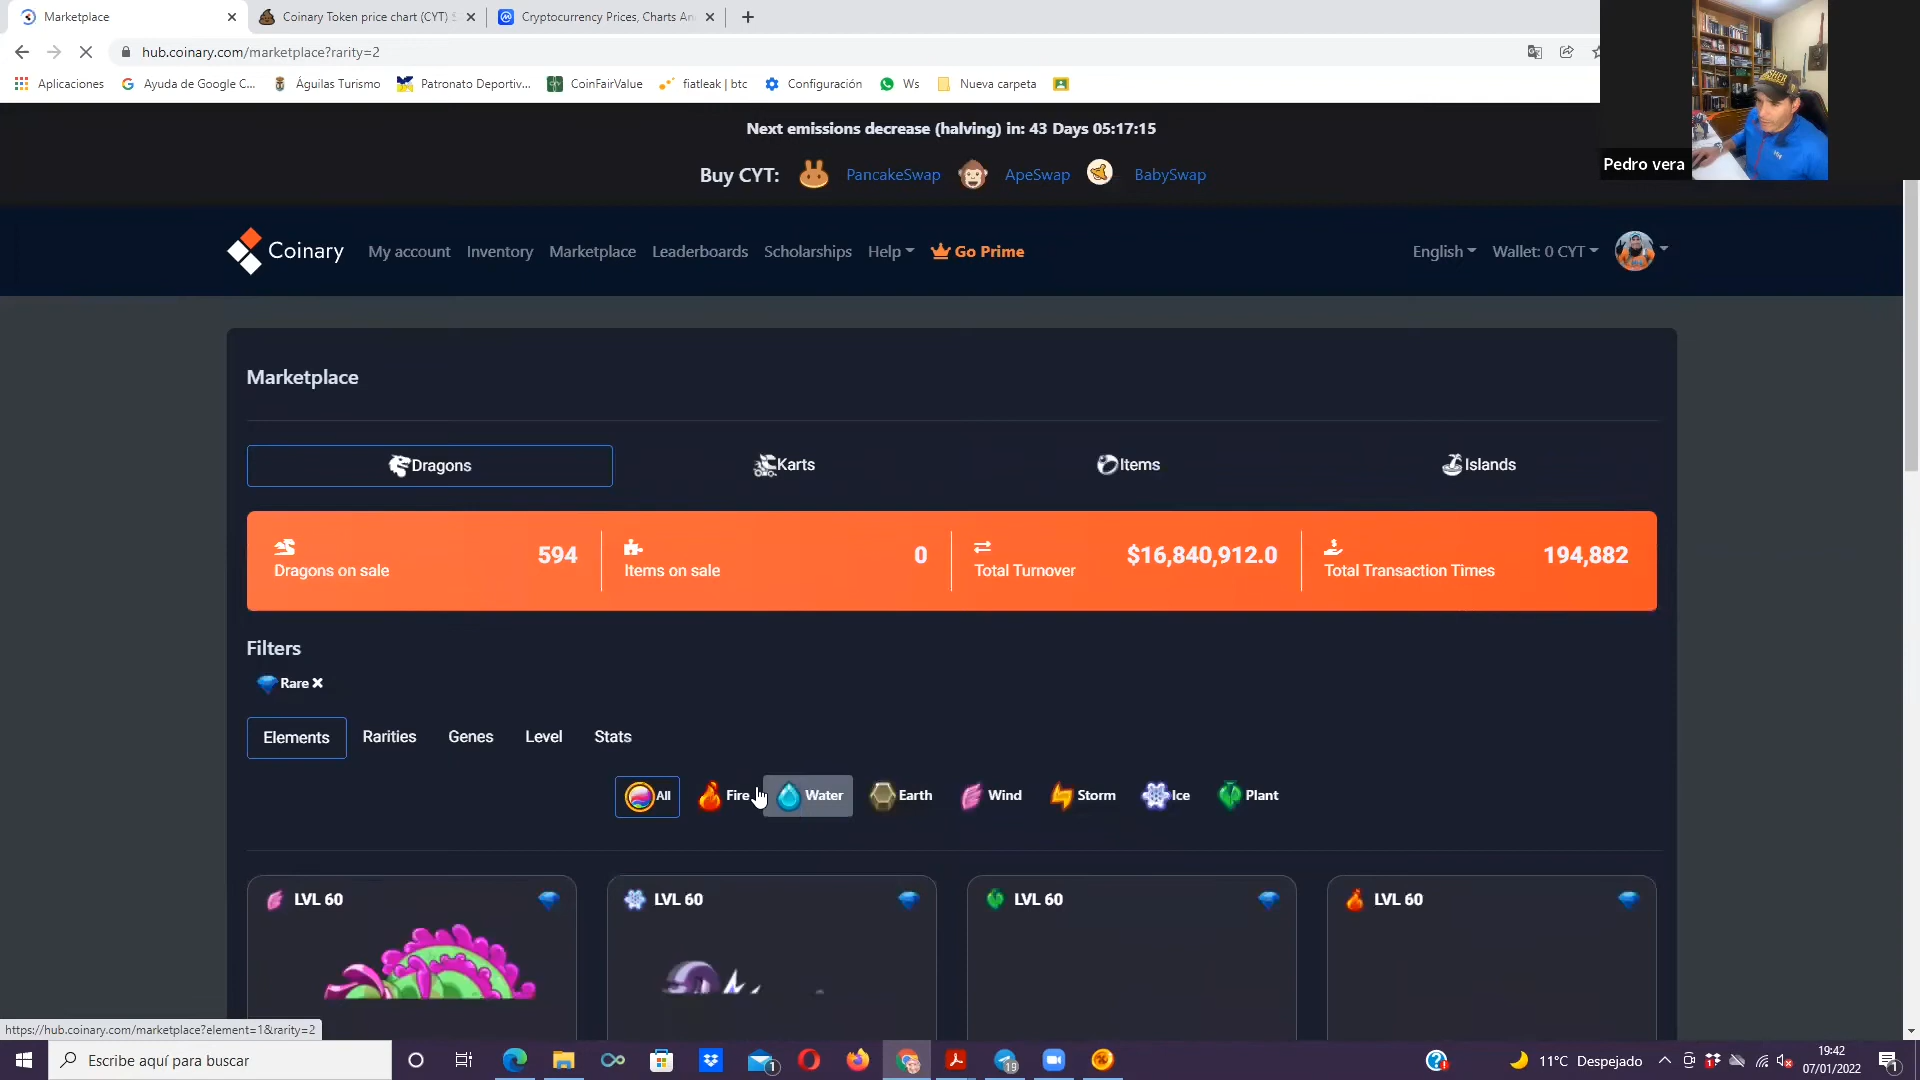 Marketplace
Coinary Token price chart (CYT) S
Cryptocurrency Prices, Charts An
hub.coinary.com/marketplace?rarity=2
Aplicaciones
Ayuda de Google C...
Águilas Turismo
Patronato Deportiv...
CoinFairValue
fiatleak | btc
Configuración
Ws
Nueva carpeta
Next emissions decrease (halving) in: 43 Days 05:17:15
Buy CYT: PancakeSwap ApeSwap BabySwap
Pedro vera
Coinary
My account
Inventory
Marketplace
Leaderboards
Scholarships
Help
Go Prime
English
Wallet: 0 CYT
Marketplace
Dragons
Karts
Items
Islands
Dragons on sale 594
Items on sale 0
Total Turnover $16,840,912.0
Total Transaction Times 194,882
Filters
Rare
Elements
Rarities
Genes
Level
Stats
All
Fire
Water
Earth
Wind
Storm
Ice
Plant
LVL 60
LVL 60
LVL 60
LVL 60
https://hub.coinary.com/marketplace?element=1&rarity=2
Escribe aquí para buscar
1
19
11°C Despejado
19:42
07/01/2022
1